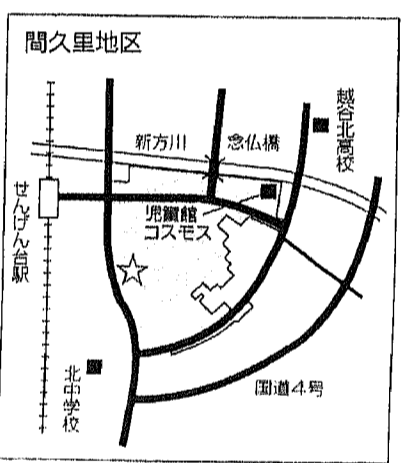 間久里地区
越谷北高校
新方川
念仏橋
せんげん台駅
児童館
コスモス
北中学校
国道4号